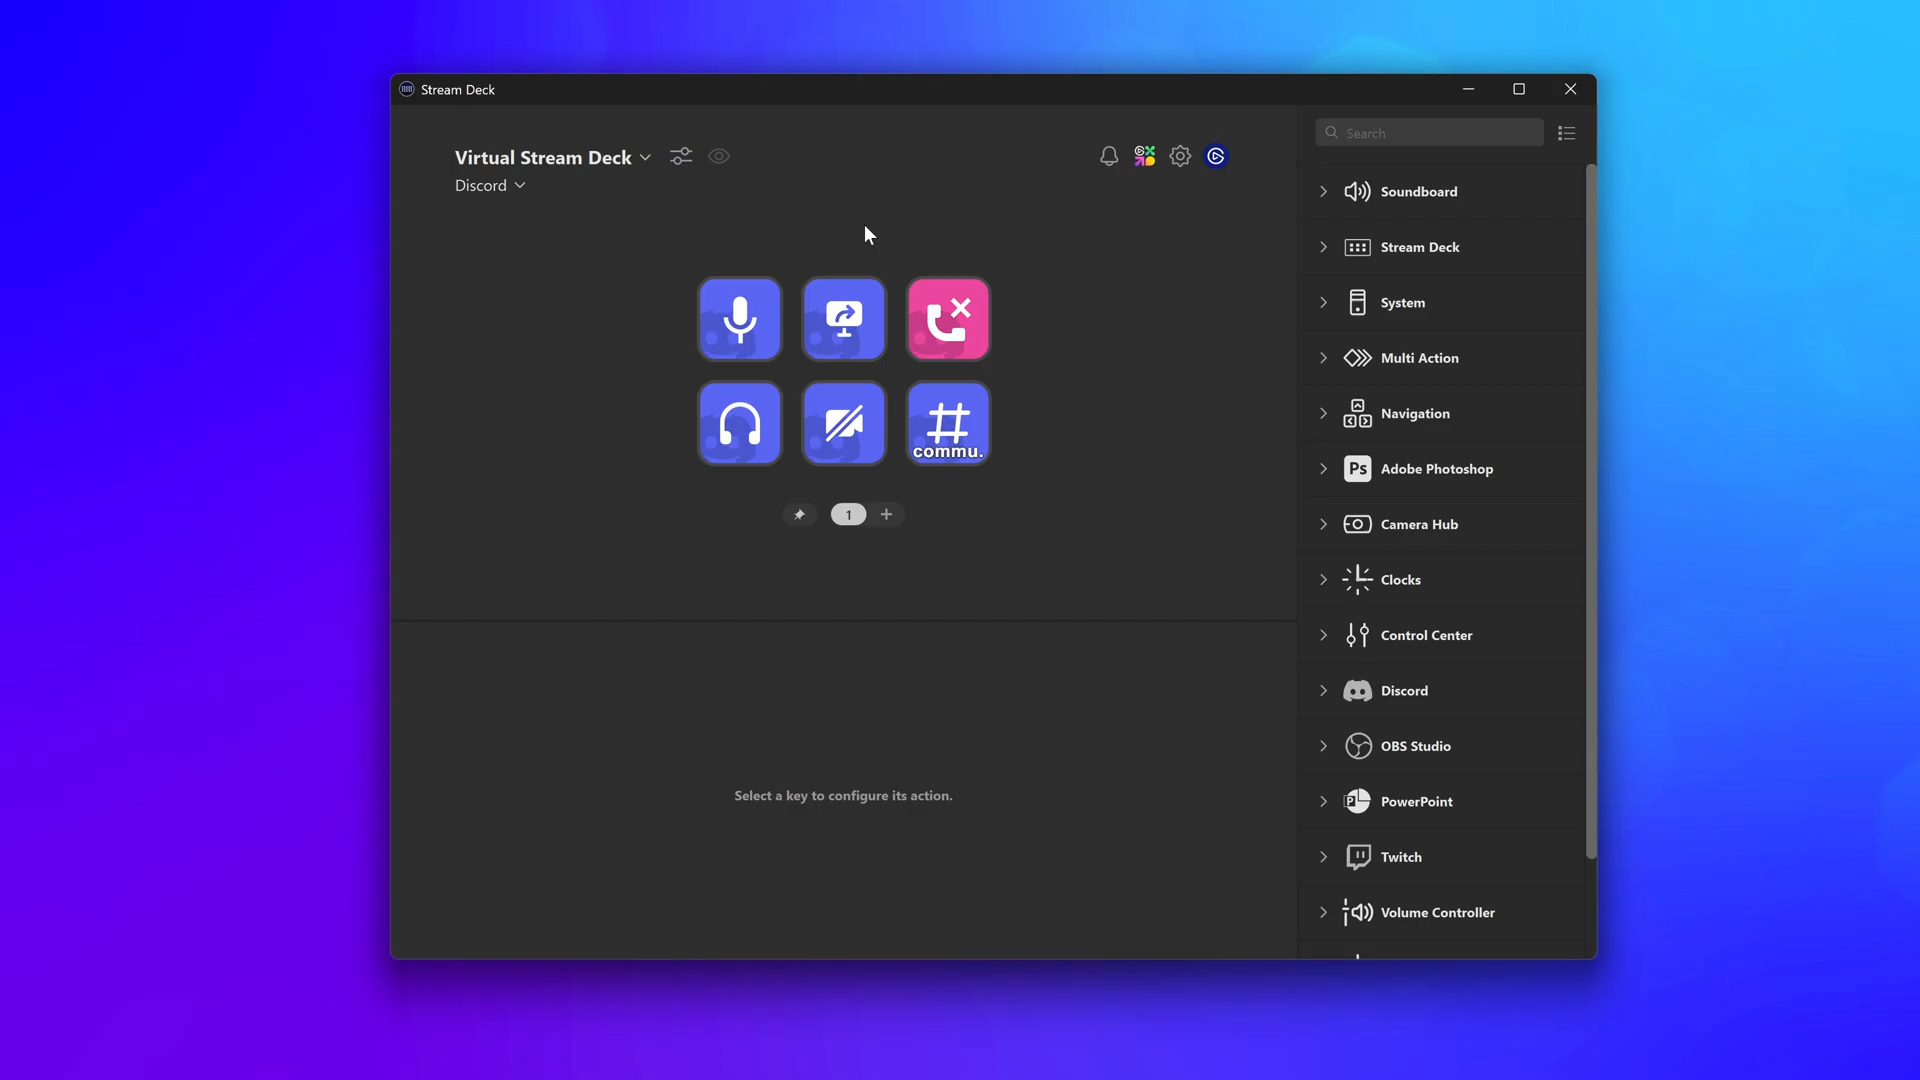 Stream Deck
Virtual Stream Deck
Discord
commu.
1
Select a key to configure its action.
Search
Soundboard
Stream Deck
System
Multi Action
Navigation
Ps Adobe Photoshop
Camera Hub
Clocks
Control Center
Discord
OBS Studio
P PowerPoint
Twitch
Volume Controller